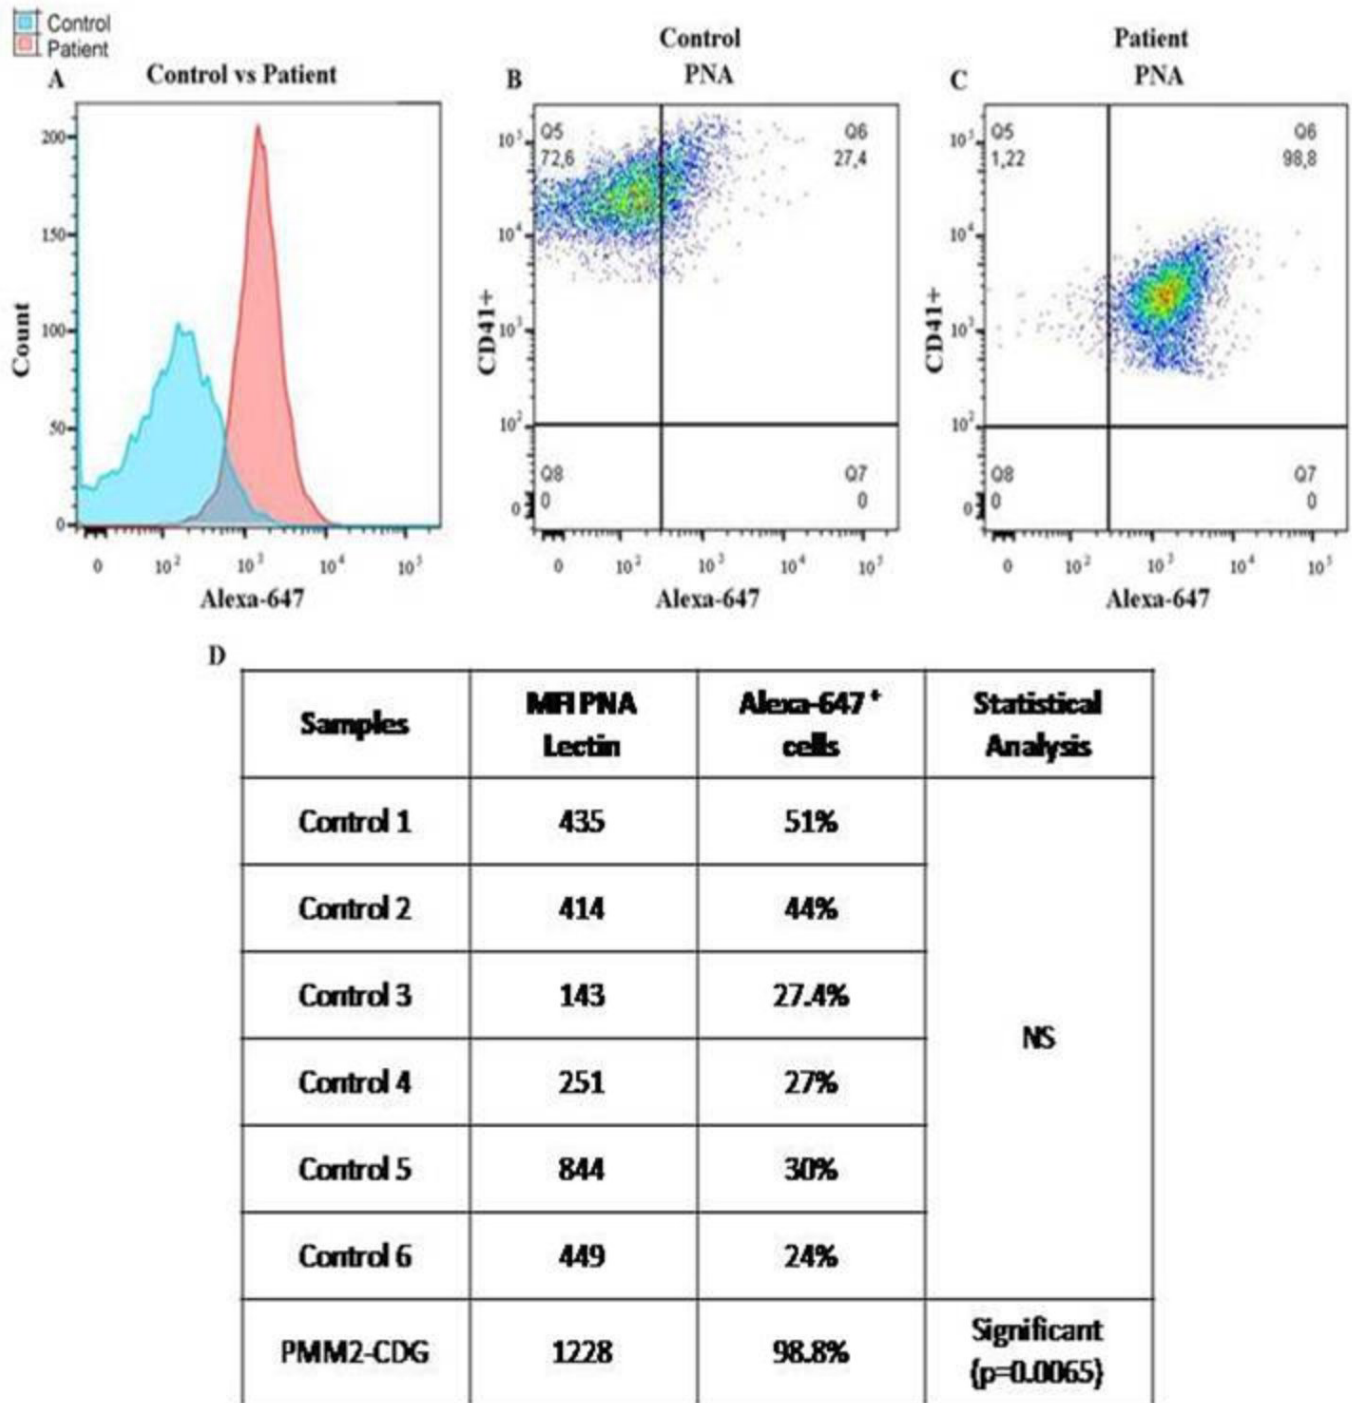 Control
Patient
A
Control vs Patient
200
150
100
50
0
Count
0 10² 10³ 10⁴ 10⁵
Alexa-647
B
Control
PNA
Q5
72,6
Q6
27,4
Q8
0
Q7
0
10⁵
10⁴
10³
10²
0
CD41+
0 10² 10³ 10⁴ 10⁵
Alexa-647
C
Patient
PNA
Q5
1,22
Q6
98,8
Q8
0
Q7
0
10⁵
10⁴
10³
10²
0
CD41+
0 10² 10³ 10⁴ 10⁵
Alexa-647
D
Samples
MFI PNA
Lectin
Alexa-647⁺
cells
Statistical
Analysis
Control 1 435 51%
Control 2 414 44%
Control 3 143 27.4%
NS
Control 4 251 27%
Control 5 844 30%
Control 6 449 24%
PMM2-CDG 1228 98.8%
Significant
(p=0.0065)